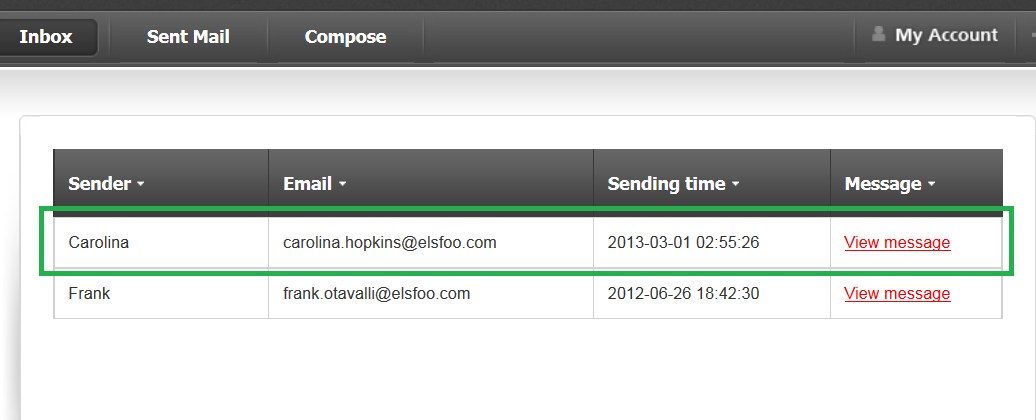 Inbox Sent Mail Compose My Account
Sender Email Sending time Message
Carolina carolina.hopkins@elsfoo.com 2013-03-01 02:55:26 View message
Frank frank.otavalli@elsfoo.com 2012-06-26 18:42:30 View message